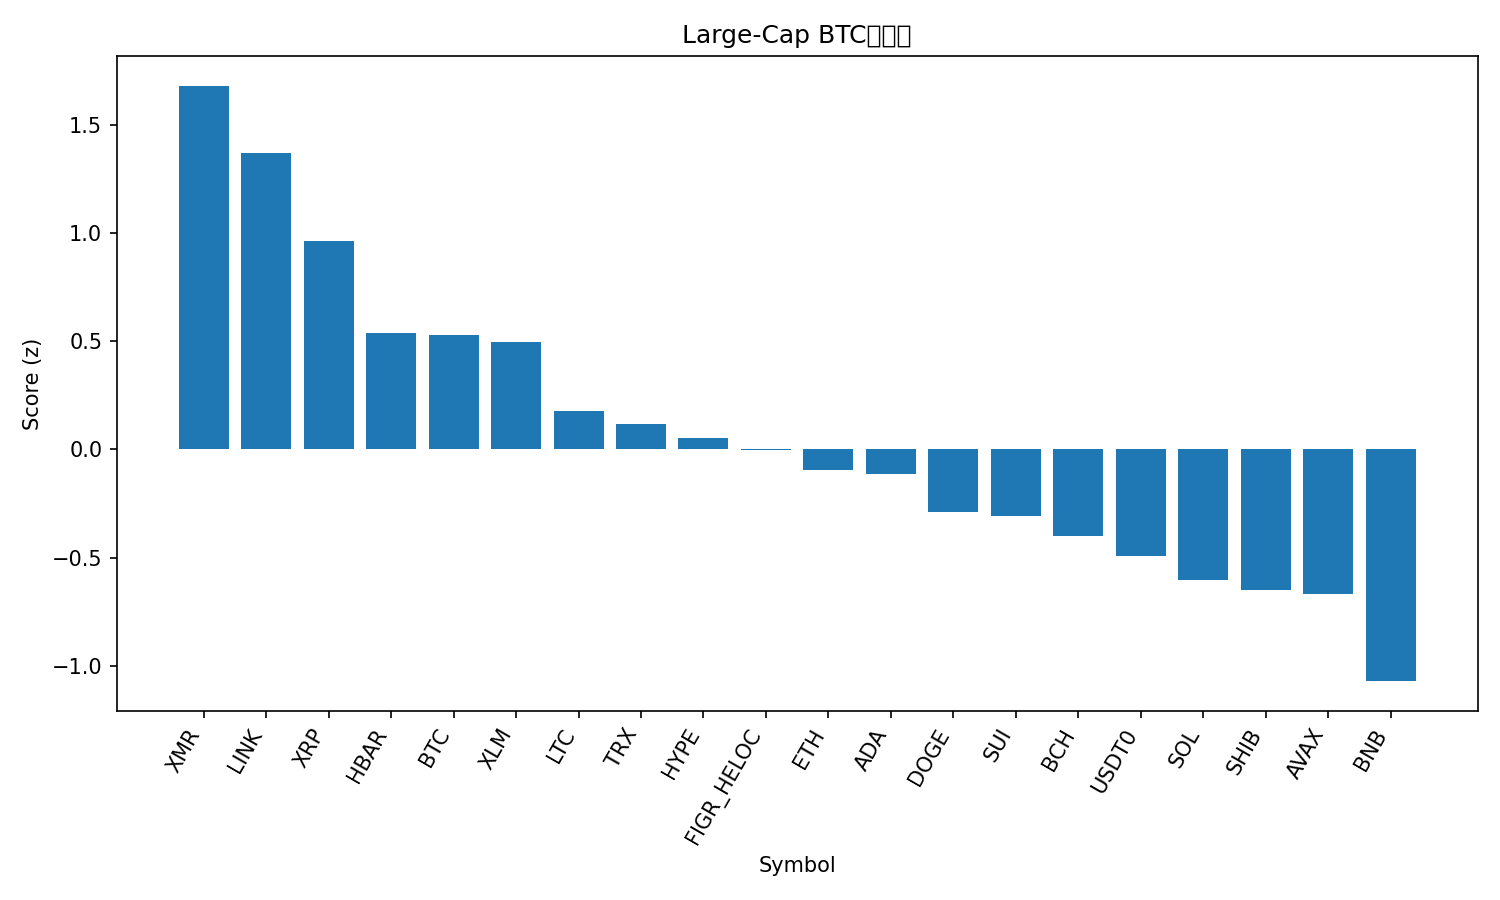 Large-Cap BTC
Score (z)
1.5
1.0
0.5
0.0
−0.5
−1.0
XMR
LINK
XRP
HBAR
BTC
XLM
LTC
TRX
HYPE
FIGR_HELOC
ETH
ADA
DOGE
SUI
BCH
USDT0
SOL
SHIB
AVAX
BNB
Symbol